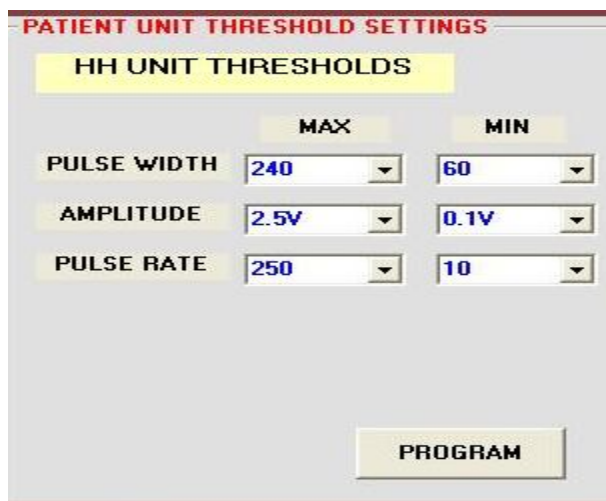 PATIENT UNIT THRESHOLD SETTINGS
HH UNIT THRESHOLDS
MAX MIN
PULSE WIDTH 240 60
AMPLITUDE 2.5V 0.1V
PULSE RATE 250 10
PROGRAM